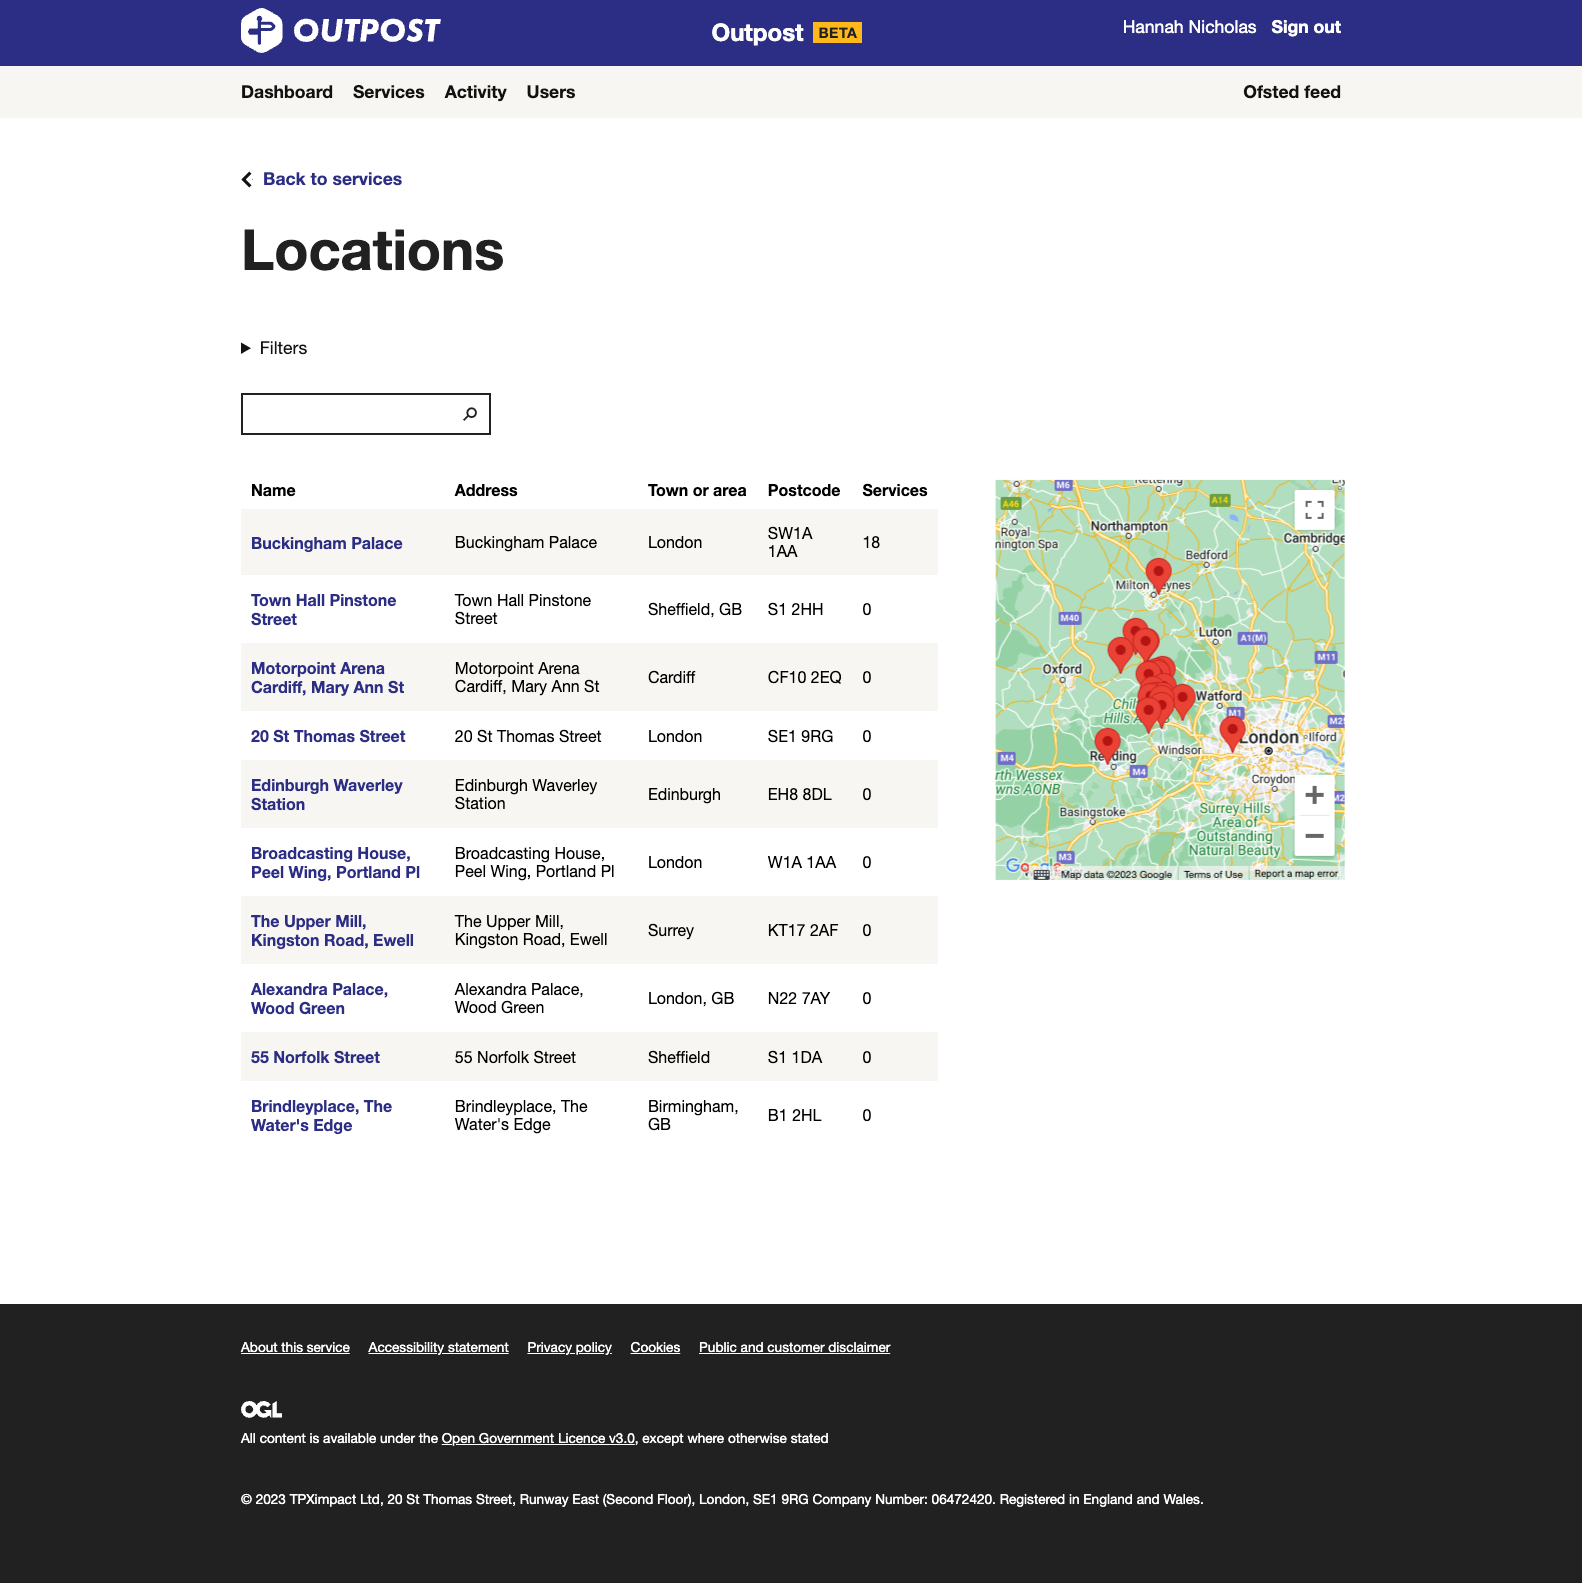 OUTPOST
Outpost BETA
Hannah Nicholas Sign out
Dashboard Services Activity Users Ofsted feed
Back to services
Locations
Filters
Name Address Town or area Postcode Services
Buckingham Palace Buckingham Palace London SW1A 1AA 18
Town Hall Pinstone Street Town Hall Pinstone Street Sheffield, GB S1 2HH 0
Motorpoint Arena Cardiff, Mary Ann St Motorpoint Arena Cardiff, Mary Ann St Cardiff CF10 2EQ 0
20 St Thomas Street 20 St Thomas Street London SE1 9RG 0
Edinburgh Waverley Station Edinburgh Waverley Station Edinburgh EH8 8DL 0
Broadcasting House, Peel Wing, Portland Pl Broadcasting House, Peel Wing, Portland Pl London W1A 1AA 0
The Upper Mill, Kingston Road, Ewell The Upper Mill, Kingston Road, Ewell Surrey KT17 2AF 0
Alexandra Palace, Wood Green Alexandra Palace, Wood Green London, GB N22 7AY 0
55 Norfolk Street 55 Norfolk Street Sheffield S1 1DA 0
Brindleyplace, The Water's Edge Brindleyplace, The Water's Edge Birmingham, GB B1 2HL 0
M6
A46
A14
Royal
mington Spa
Northampton
Cambridge
Bedford
Milton
M40
Luton
A1(M)
M11
Oxford
Watford
Hills
M1
M25
London
Ilford
Windsor
M4
M4
rth Wessex
wns AONB
Croydon
Basingstoke
Surrey Hills
Area of
Outstanding
Natural Beauty
M3
Google
Map data ©2023 Google Terms of Use Report a map error
About this service Accessibility statement Privacy policy Cookies Public and customer disclaimer
OGL
All content is available under the Open Government Licence v3.0, except where otherwise stated
© 2023 TPXimpact Ltd, 20 St Thomas Street, Runway East (Second Floor), London, SE1 9RG Company Number: 06472420. Registered in England and Wales.